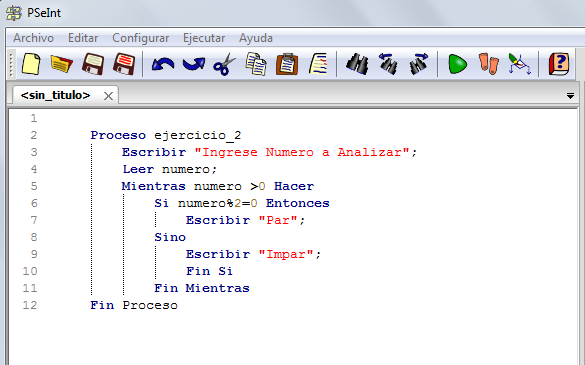 PSeInt
Archivo Editar Configurar Ejecutar Ayuda
<sin_titulo>
1
2 Proceso ejercicio_2
3 Escribir "Ingrese Numero a Analizar";
4 Leer numero;
5 Mientras numero >0 Hacer
6 Si numero%2=0 Entonces
7 Escribir "Par";
8 Sino
9 Escribir "Impar";
10 Fin Si
11 Fin Mientras
12 Fin Proceso